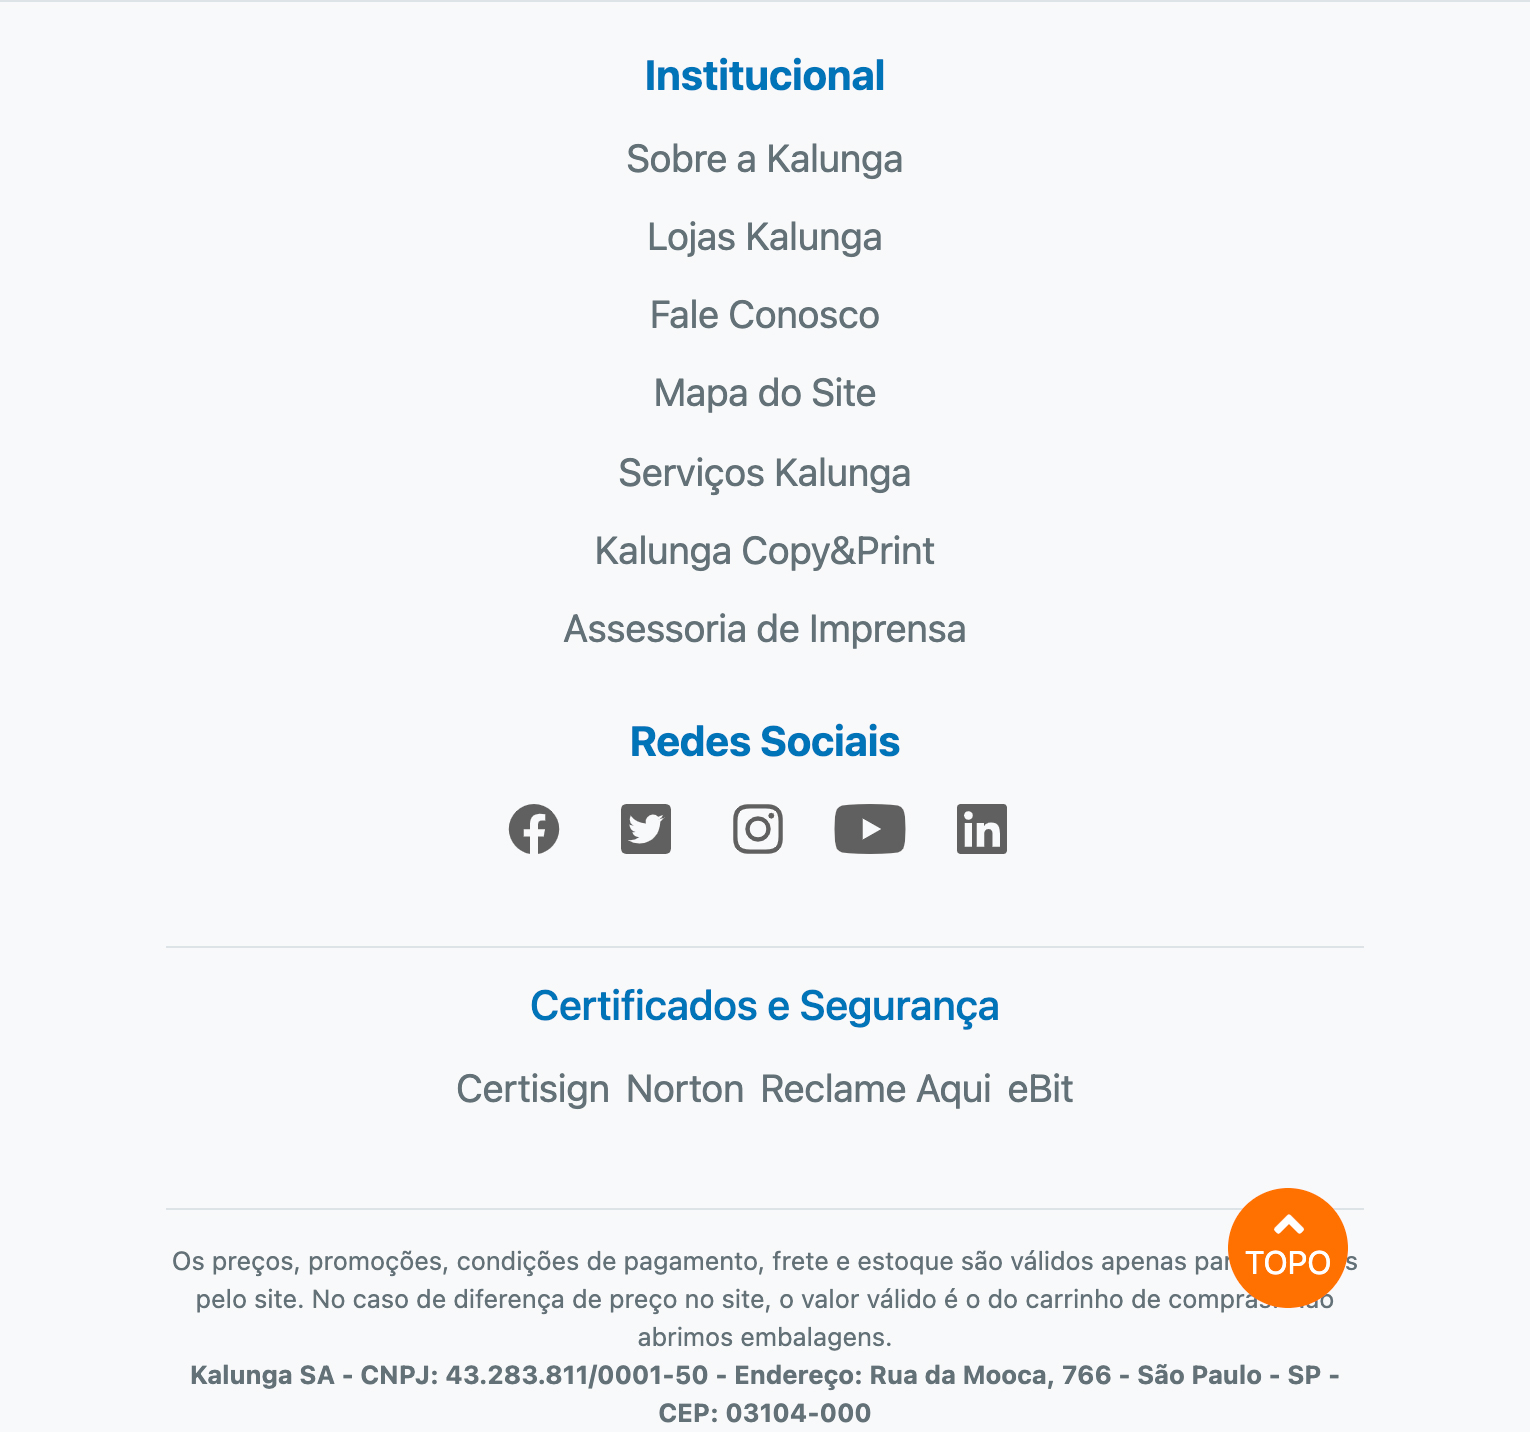 Institucional
Sobre a Kalunga
Lojas Kalunga
Fale Conosco
Mapa do Site
Serviços Kalunga
Kalunga Copy&Print
Assessoria de Imprensa
Redes Sociais
Certificados e Segurança
Certisign Norton Reclame Aqui eBit
TOPO
Os preços, promoções, condições de pagamento, frete e estoque são válidos apenas
pelo site. No caso de diferença de preço no site, o valor válido é o do carrinho de compras.
abrimos embalagens.
Kalunga SA - CNPJ: 43.283.811/0001-50 - Endereço: Rua da Mooca, 766 - São Paulo - SP -
CEP: 03104-000